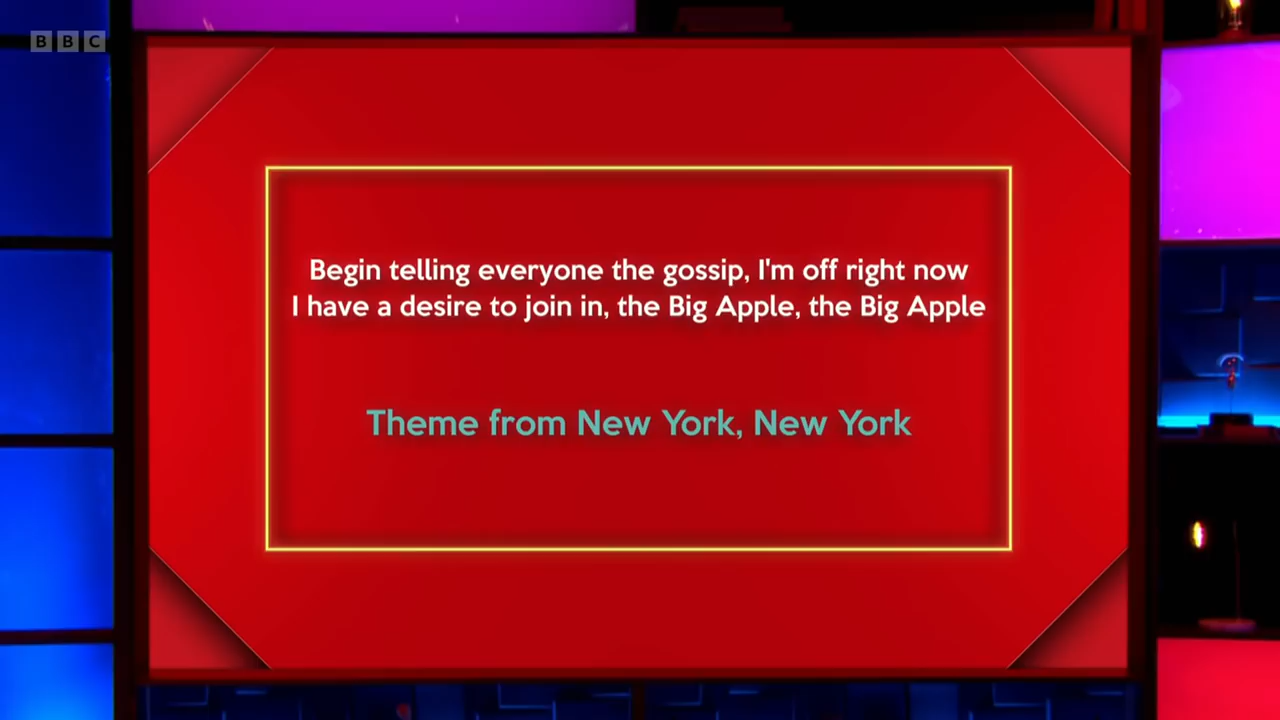 BBC
Begin telling everyone the gossip, I'm off right now
I have a desire to join in, the Big Apple, the Big Apple
Theme from New York, New York